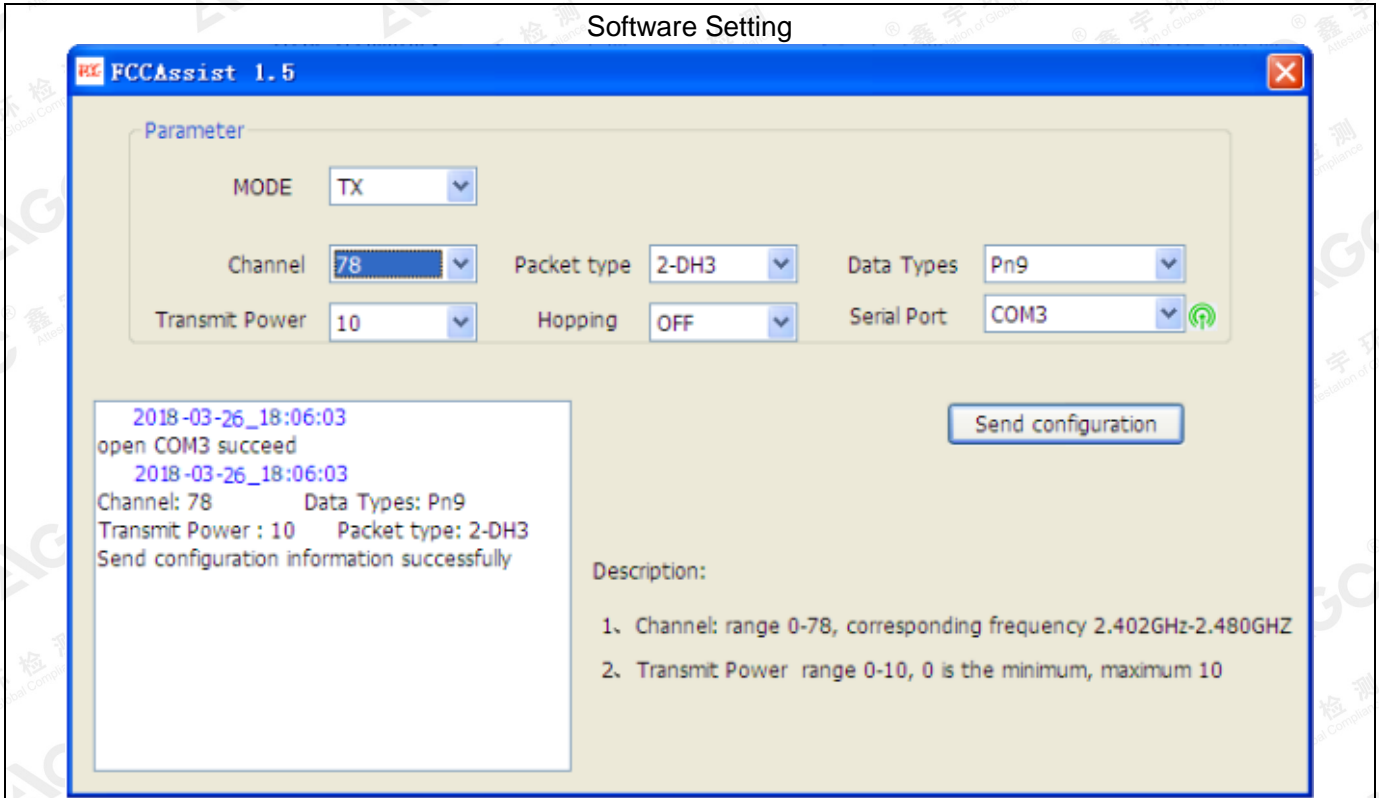 Software Setting
FCCAssist 1.5
Parameter
MODE TX
Channel 78 Packet type 2-DH3 Data Types Pn9
Transmit Power 10 Hopping OFF Serial Port COM3
2018-03-26_18:06:03
open COM3 succeed
2018-03-26_18:06:03
Channel: 78 Data Types: Pn9
Transmit Power : 10 Packet type: 2-DH3
Send configuration information successfully
Send configuration
Description:
1、Channel: range 0-78, corresponding frequency 2.402GHz-2.480GHZ
2、Transmit Power range 0-10, 0 is the minimum, maximum 10